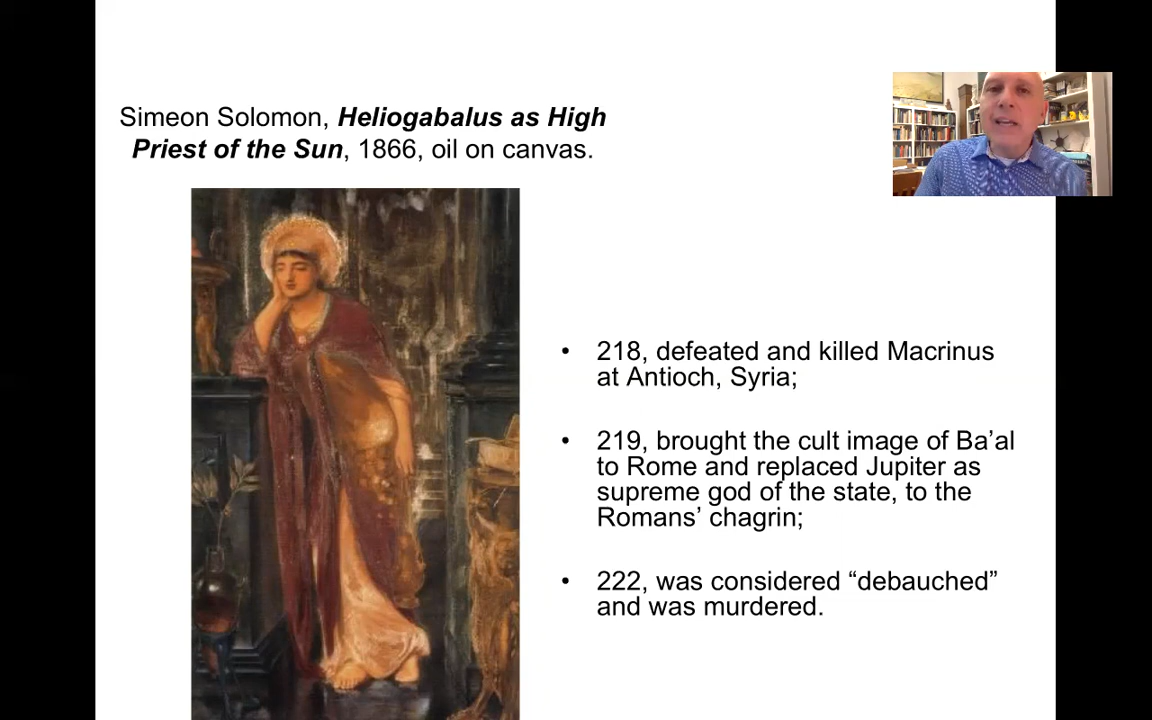 Simeon Solomon, Heliogabalus as High
Priest of the Sun, 1866, oil on canvas.
• 218, defeated and killed Macrinus
at Antioch, Syria;
• 219, brought the cult image of Ba’al
to Rome and replaced Jupiter as
supreme god of the state, to the
Romans’ chagrin;
• 222, was considered “debauched”
and was murdered.